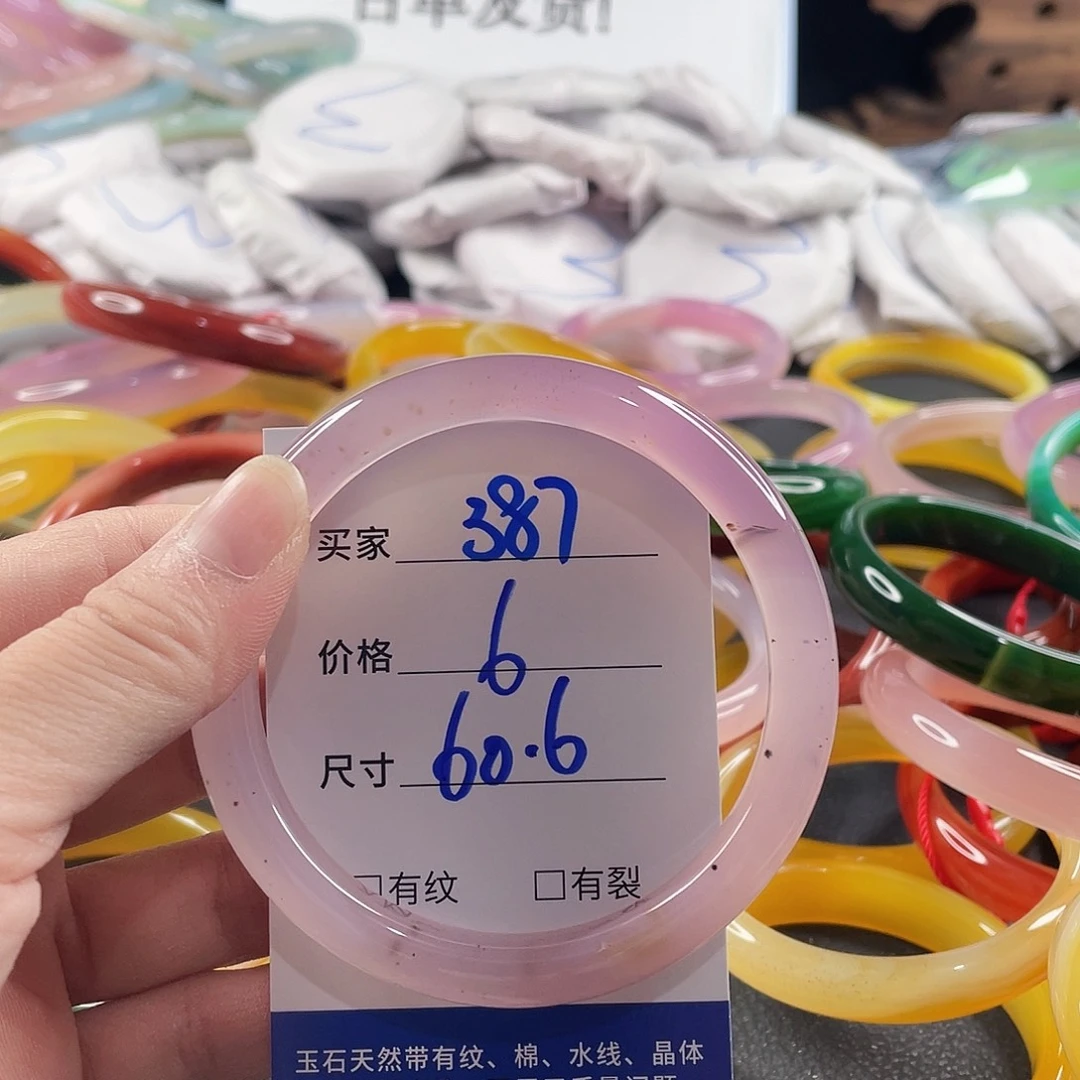 买家 387
价格 6
尺寸 60.6
□有纹 □有裂
玉石天然带有纹、棉、水线、晶体